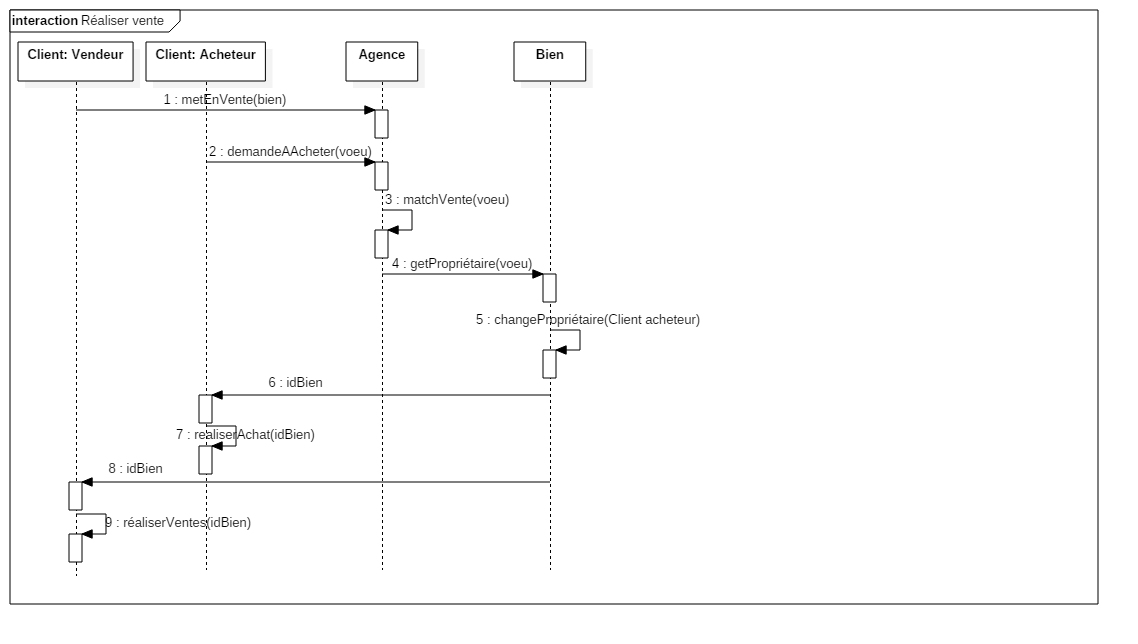 interaction Réaliser vente
Client: Vendeur
Client: Acheteur
Agence
Bien
1 : metEnVente(bien)
2 : demandeAAcheter(voeu)
3 : matchVente(voeu)
4 : getPropriétaire(voeu)
5 : changePropriétaire(Client acheteur)
6 : idBien
7 : realiserAchat(idBien)
8 : idBien
9 : réaliserVentes(idBien)